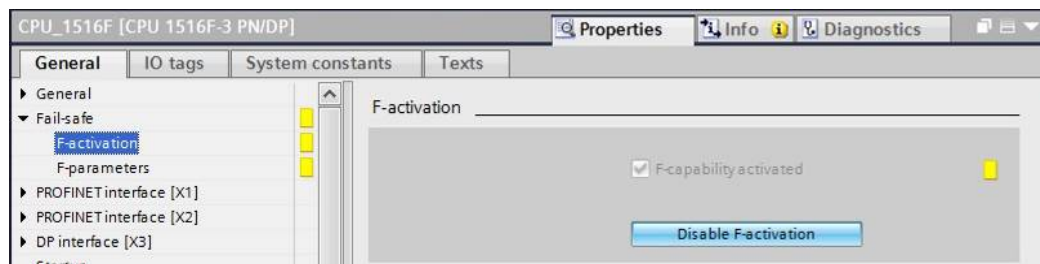 CPU_1516F [CPU 1516F-3 PN/DP]
Properties
Info
Diagnostics
General
IO tags
System constants
Texts
General
Fail-safe
F-activation
F-parameters
PROFINET interface [X1]
PROFINET interface [X2]
DP interface [X3]
F-activation
F-capability activated
Disable F-activation